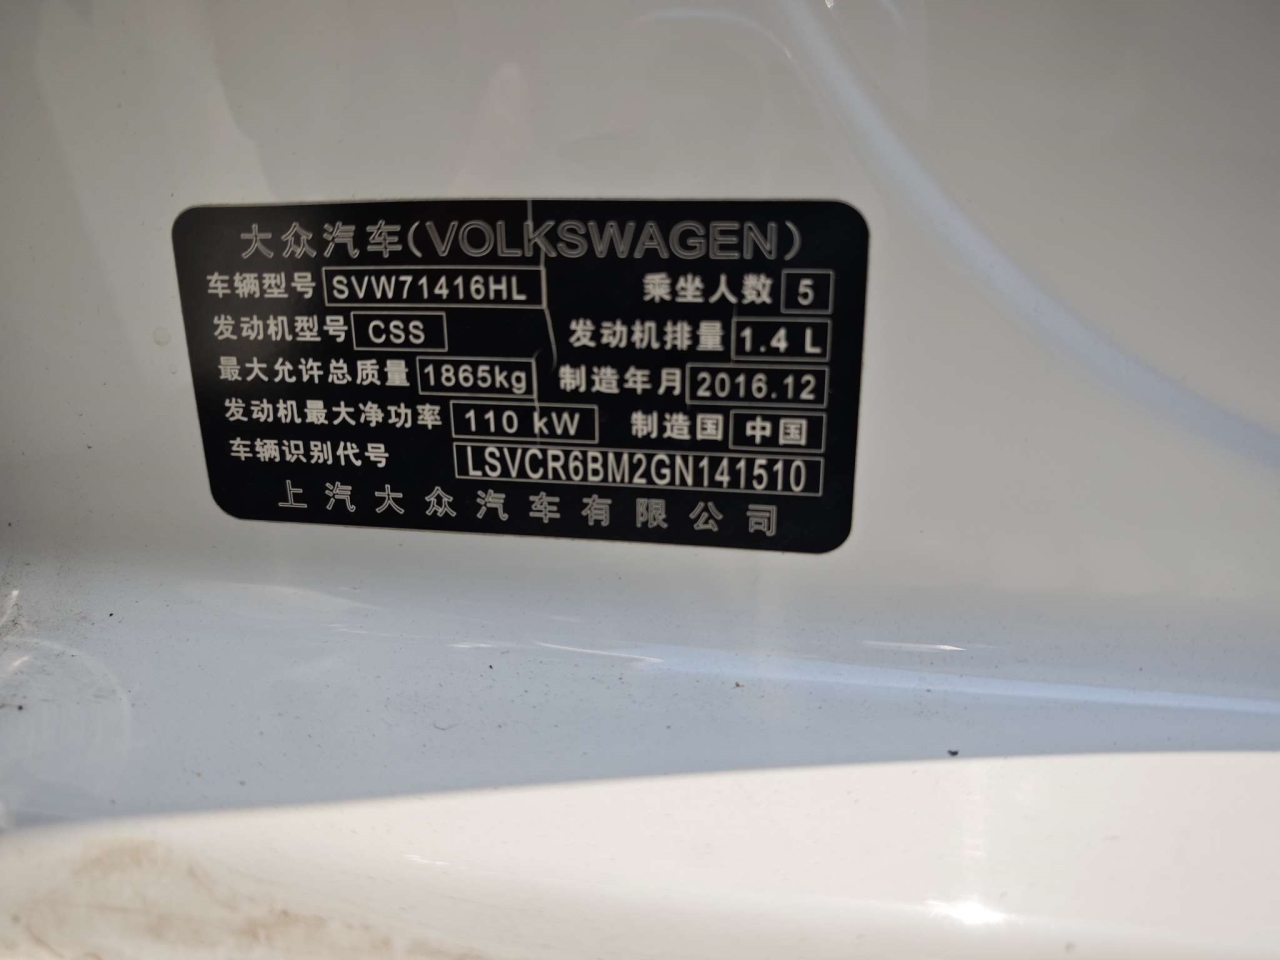 大众汽车(VOLKSWAGEN)
车辆型号 SVW71416HL 乘坐人数 5
发动机型号 CSS 发动机排量 1.4 L
最大允许总质量 1865kg 制造年月 2016.12
发动机最大净功率 110 kW 制造国 中国
车辆识别代号 LSVCR6BM2GN141510
上汽大众汽车有限公司